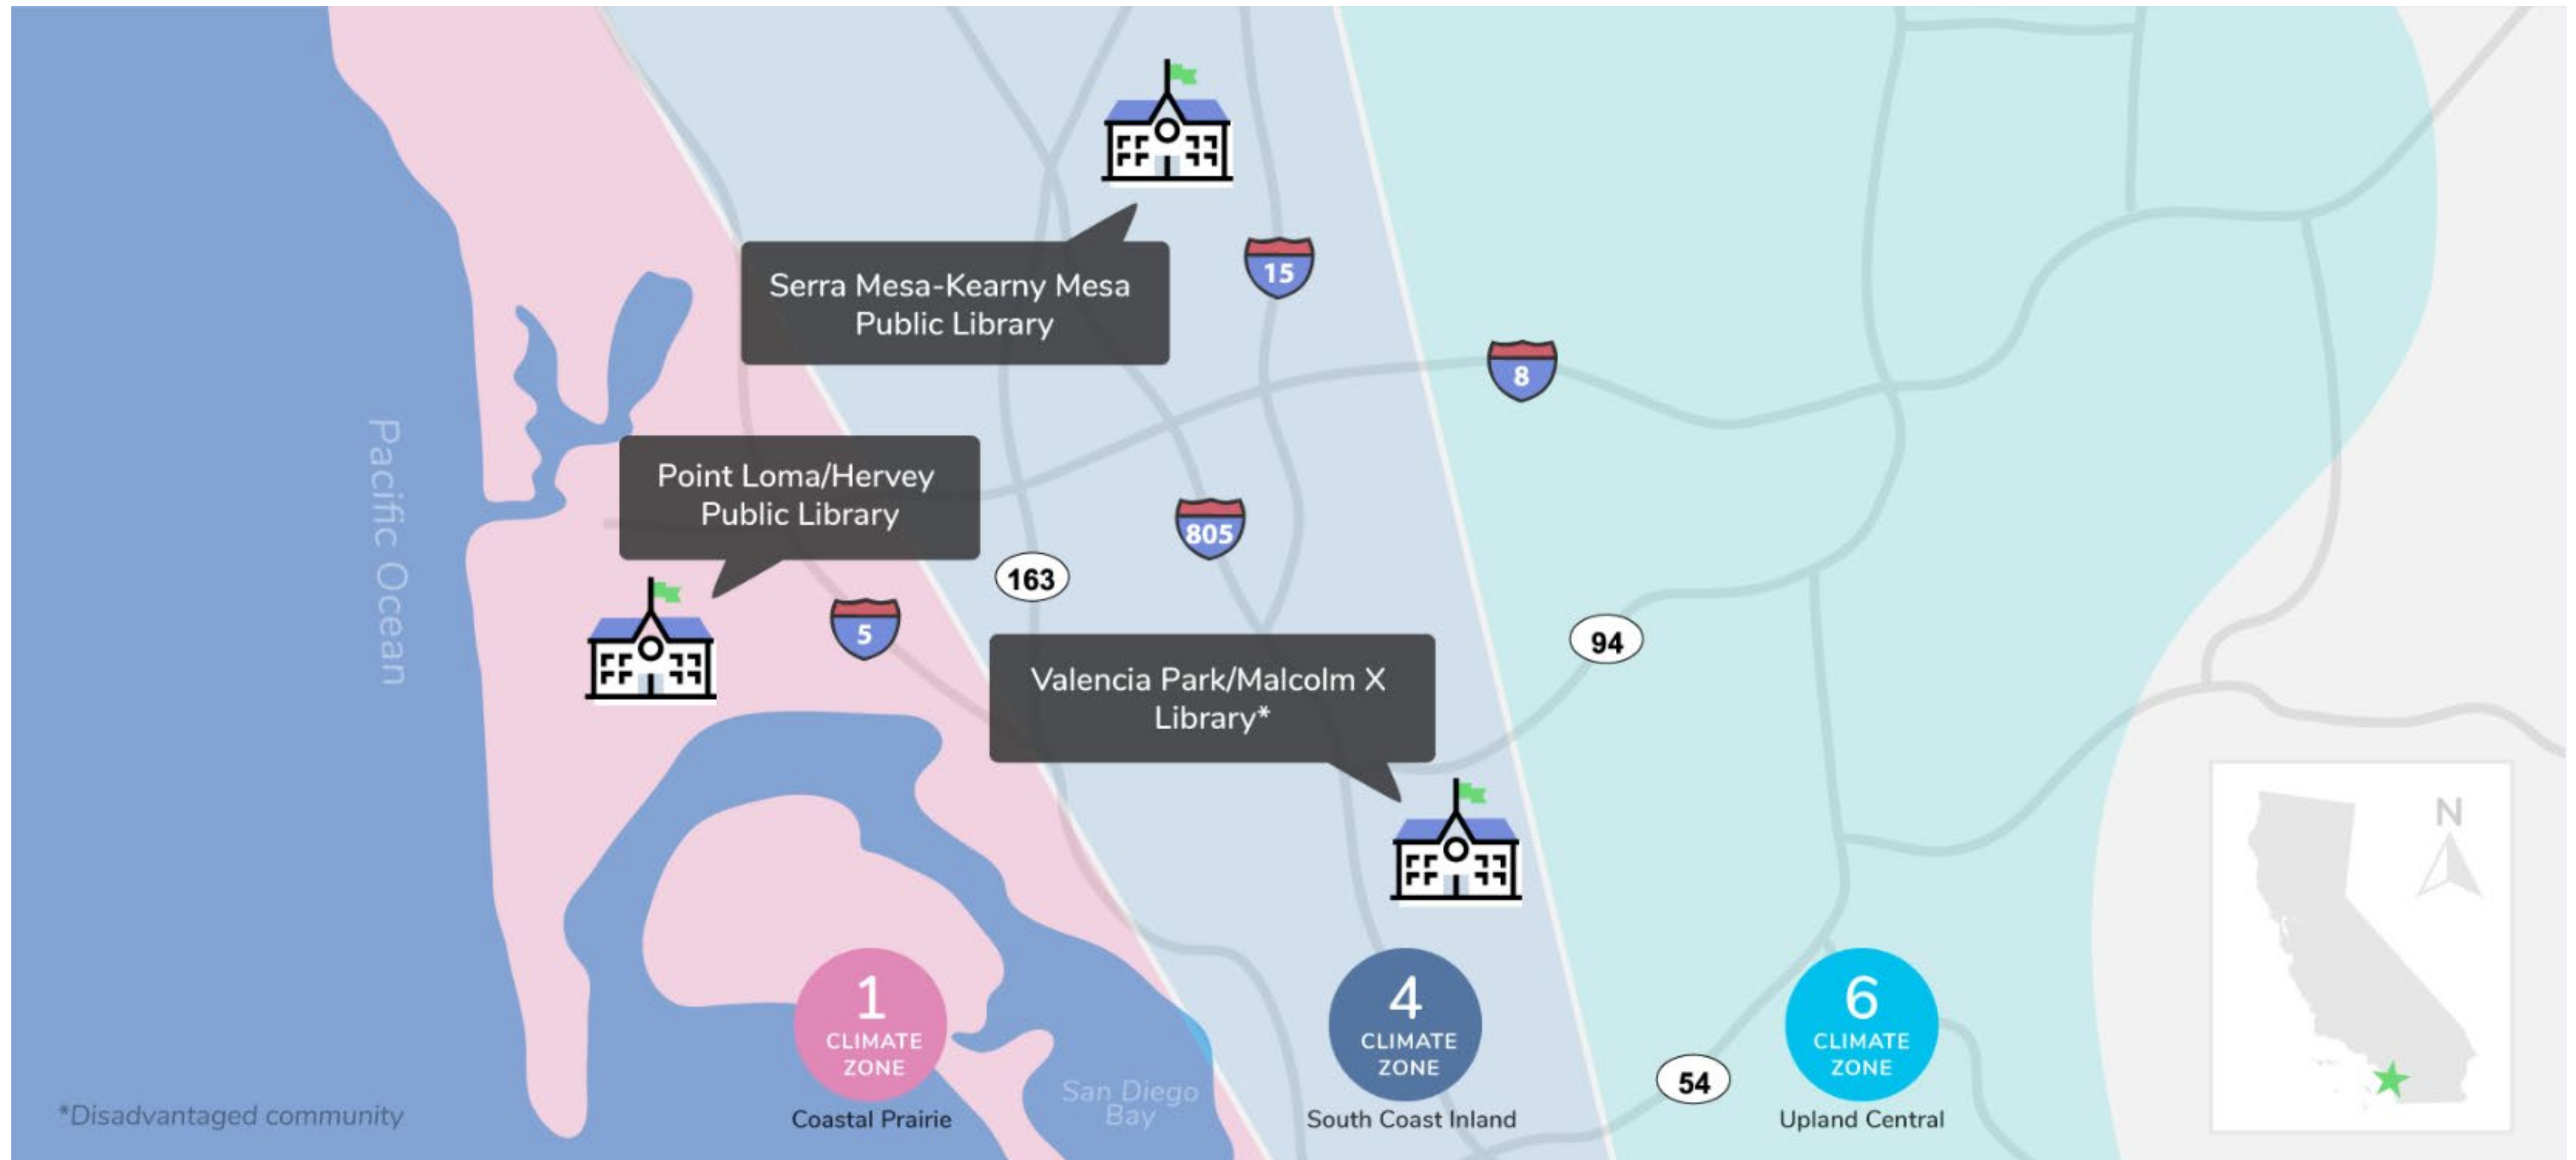 Serra Mesa-Kearny Mesa
Public Library
15
8
Pacific Ocean
Point Loma/Hervey
Public Library
805
163
5
94
Valencia Park/Malcolm X
Library*
N
1
CLIMATE
ZONE
Coastal Prairie
4
CLIMATE
ZONE
South Coast Inland
6
CLIMATE
ZONE
Upland Central
54
San Diego
Bay
*Disadvantaged community